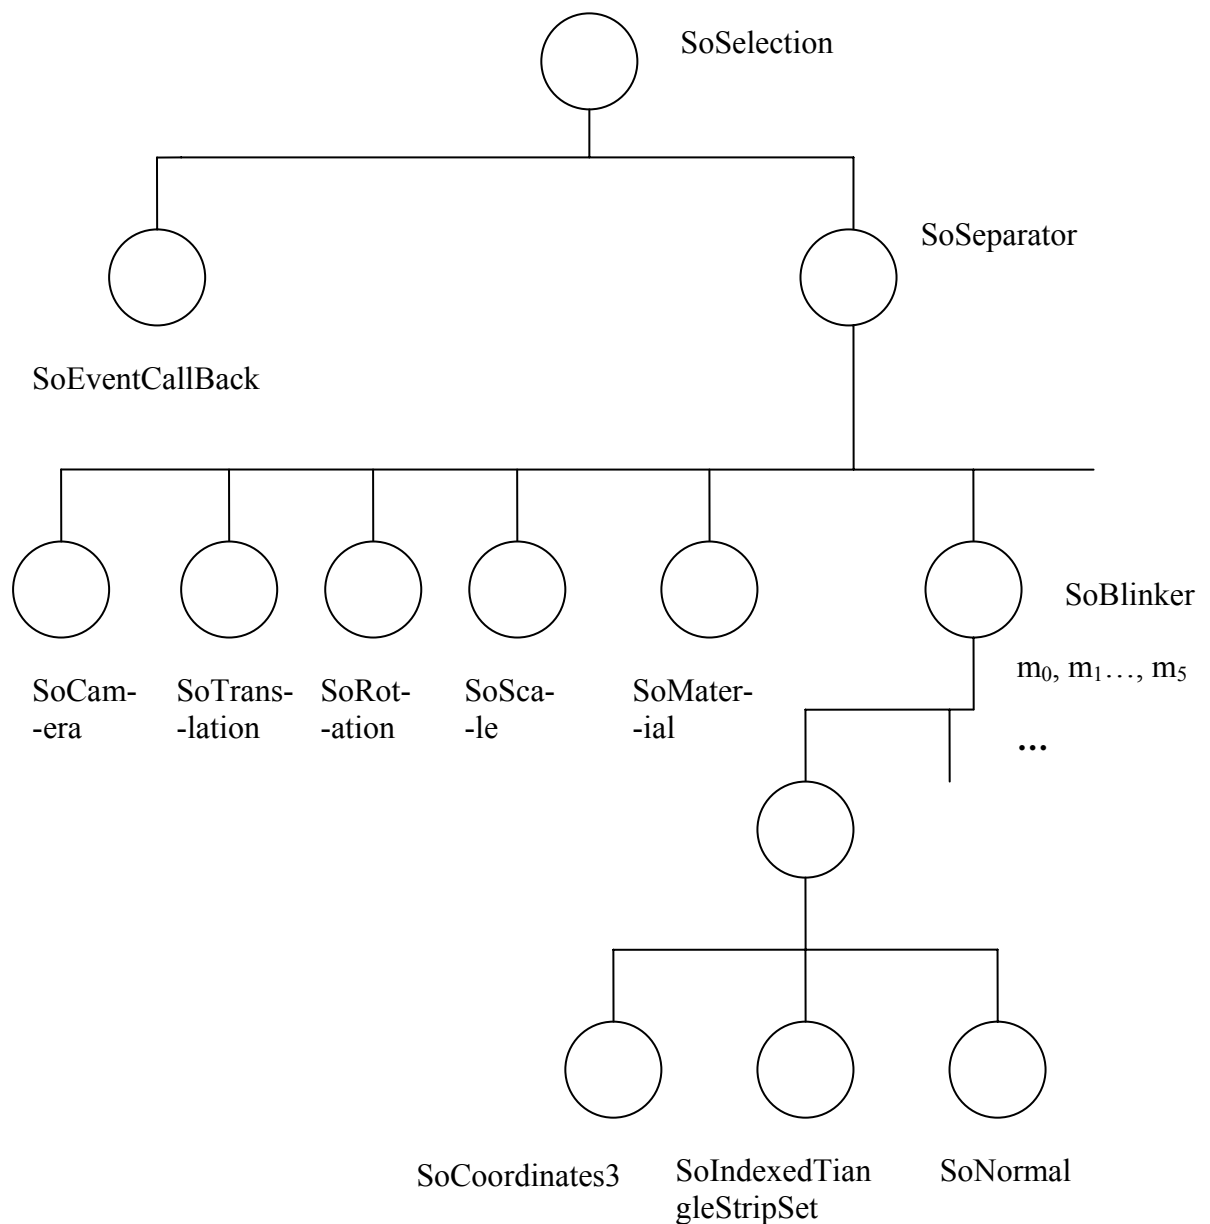 SoSelection
SoSeparator
SoEventCallBack
SoCam-
-era
SoTrans-
-lation
SoRot-
-ation
SoSca-
-le
SoMater-
-ial
SoBlinker
m₀, m₁…, m₅
...
SoCoordinates3
SoIndexedTian
gleStripSet
SoNormal